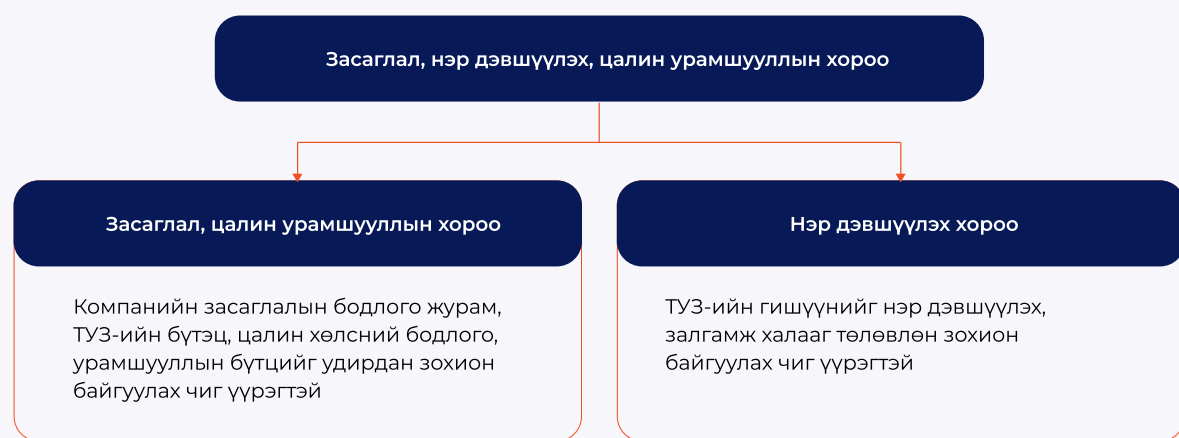 Засаглал, нэр дэвшүүлэх, цалин урамшууллын хороо
Засаглал, цалин урамшууллын хороо
Компанийн засаглалын бодлого журам,
ТУЗ-ийн бүтэц, цалин хөлсний бодлого,
урамшууллын бүтцийг удирдан зохион
байгуулах чиг үүрэгтэй
Нэр дэвшүүлэх хороо
ТУЗ-ийн гишүүнийг нэр дэвшүүлэх,
залгамж халааг төлөвлөн зохион
байгуулах чиг үүрэгтэй